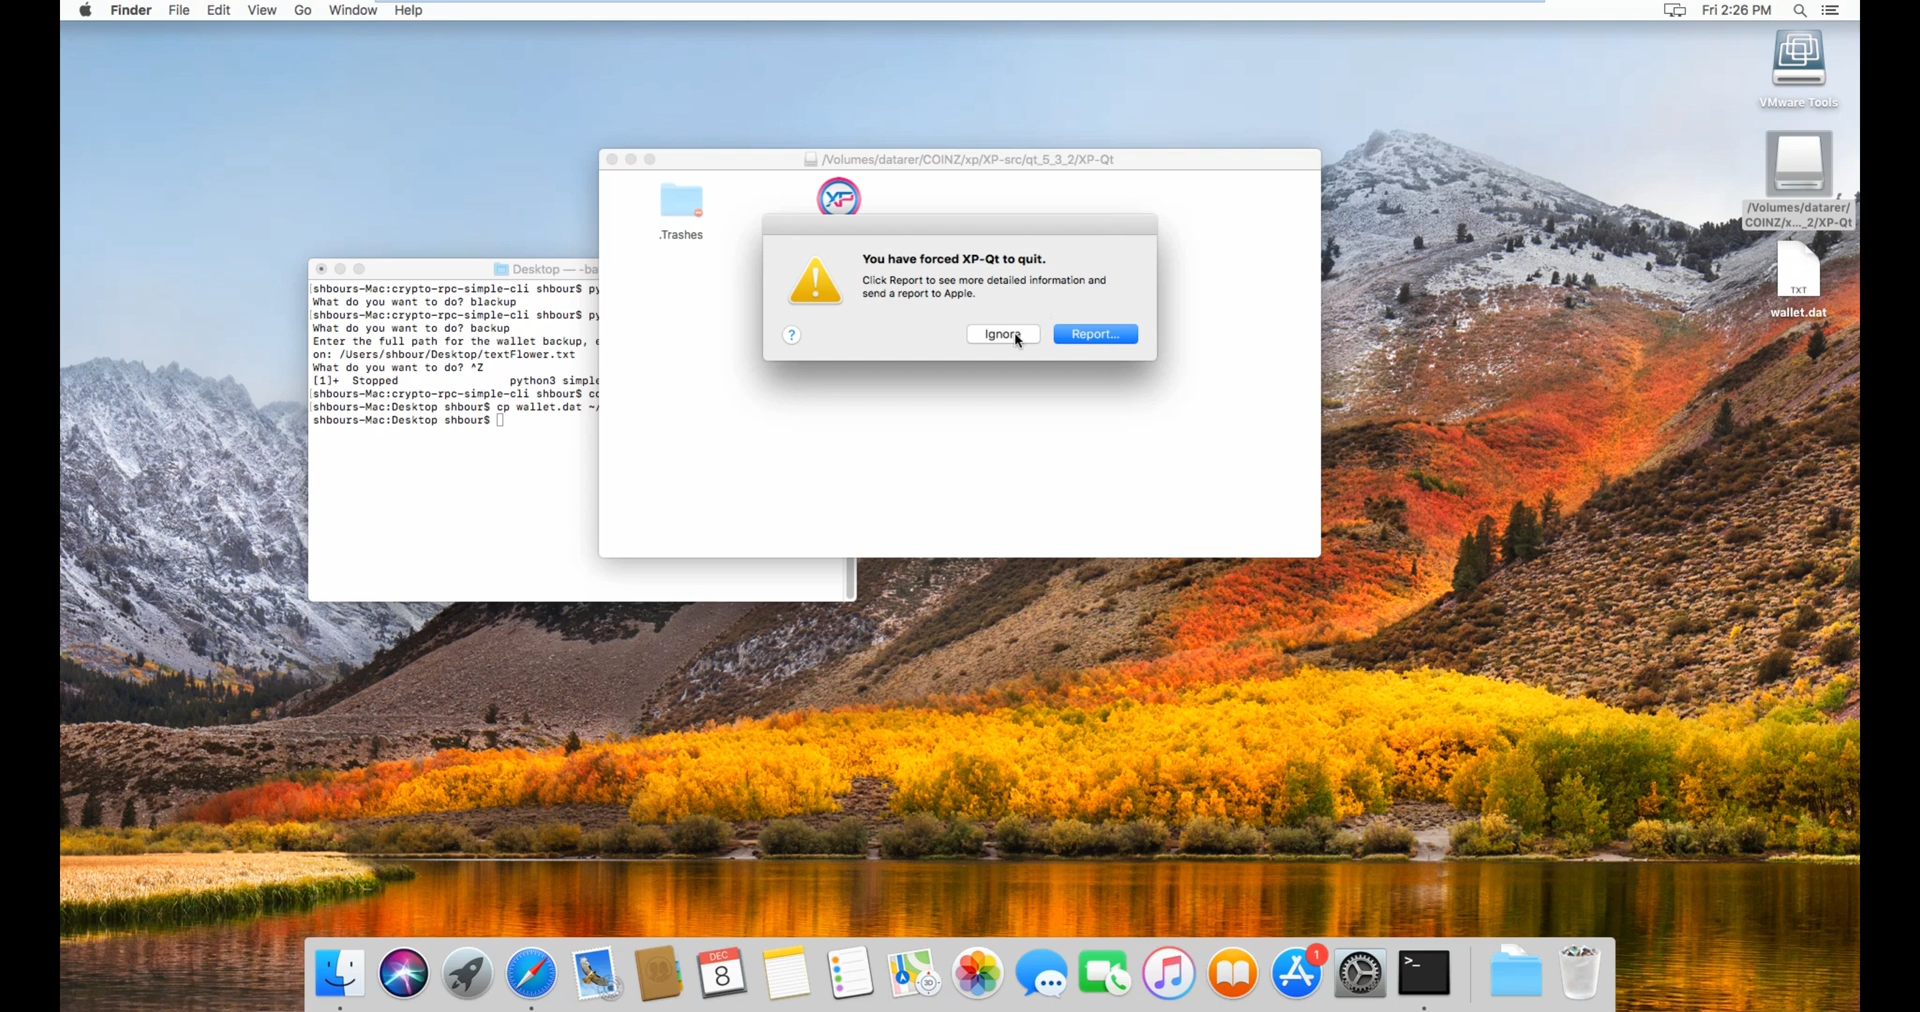 Finder File Edit View Go Window Help
Fri 2:26 PM
VMware Tools
/Volumes/datarer/COINZ/xp/XP-src/qt_5_3_2/XP-Qt
XP
.Trashes
/Volumes/datarer/
COINZ/x..._2/XP-Qt
TXT
wallet.dat
You have forced XP-Qt to quit.
Click Report to see more detailed information and
send a report to Apple.
?
Ignore
Report...
Desktop — -ba
shbours-Mac:crypto-rpc-simple-cli shbour$ py
What do you want to do? blackup
shbours-Mac:crypto-rpc-simple-cli shbour$ py
What do you want to do? backup
Enter the full path for the wallet backup, e
on: /Users/shbour/Desktop/textFlower.txt
What do you want to do? ^Z
[1]+  Stopped                 python3 simple
shbours-Mac:crypto-rpc-simple-cli shbour$ cd
shbours-Mac:Desktop shbour$ cp wallet.dat ~/
shbours-Mac:Desktop shbour$
DEC
8
3D
1
>_